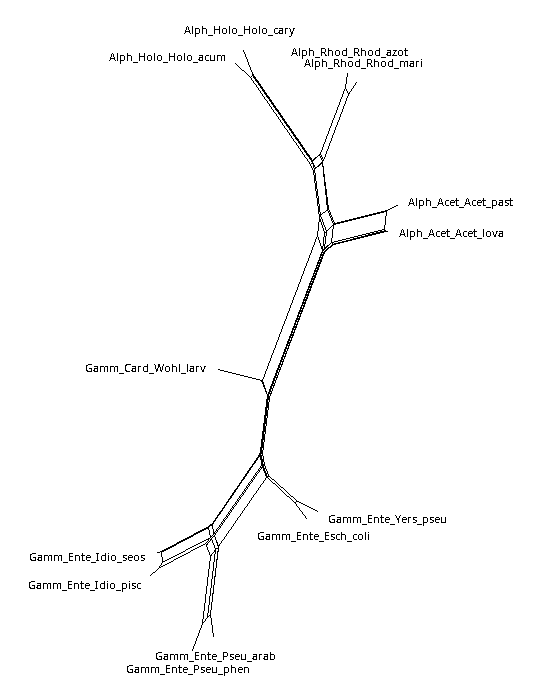 Alph_Holo_Holo_cary
Alph_Rhod_Rhod_azot
Alph_Holo_Holo_acum
Alph_Rhod_Rhod_mari
Alph_Acet_Acet_past
Alph_Acet_Acet_lova
Gamm_Card_Wohl_larv
Gamm_Ente_Yers_pseu
Gamm_Ente_Esch_coli
Gamm_Ente_Idio_seos
Gamm_Ente_Idio_pisc
Gamm_Ente_Pseu_arab
Gamm_Ente_Pseu_phen